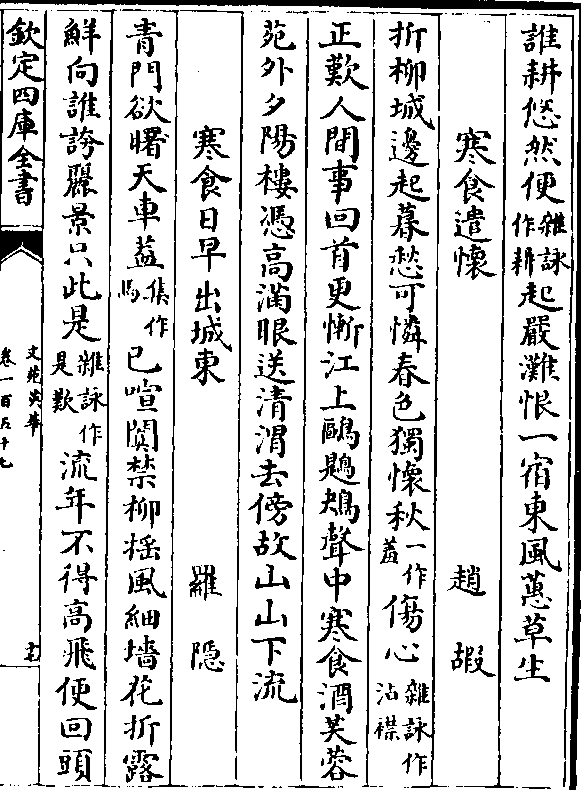 誰耕悠然便雜詠作耕起嚴灘恨一宿東風蕙草生
寒食遣懷 趙嘏
折柳城邊起暮愁可憐春色獨懷秋一作羞傷心雜詠作沾襟
正歎人間事回首更慚江上鷗鶗鴂聲中寒食酒芙蓉
苑外夕陽樓憑高滿眼送清渭去傍故山山下流
寒食日早出城東 羅隠
青門欲曙天車葢集作馬已喧闐禁柳揺風細墻花折露
鮮向誰誇麗景只此是雜詠作是歎流年不得高飛便回頭
欽定四庫全書
文苑英華
卷一百五十七